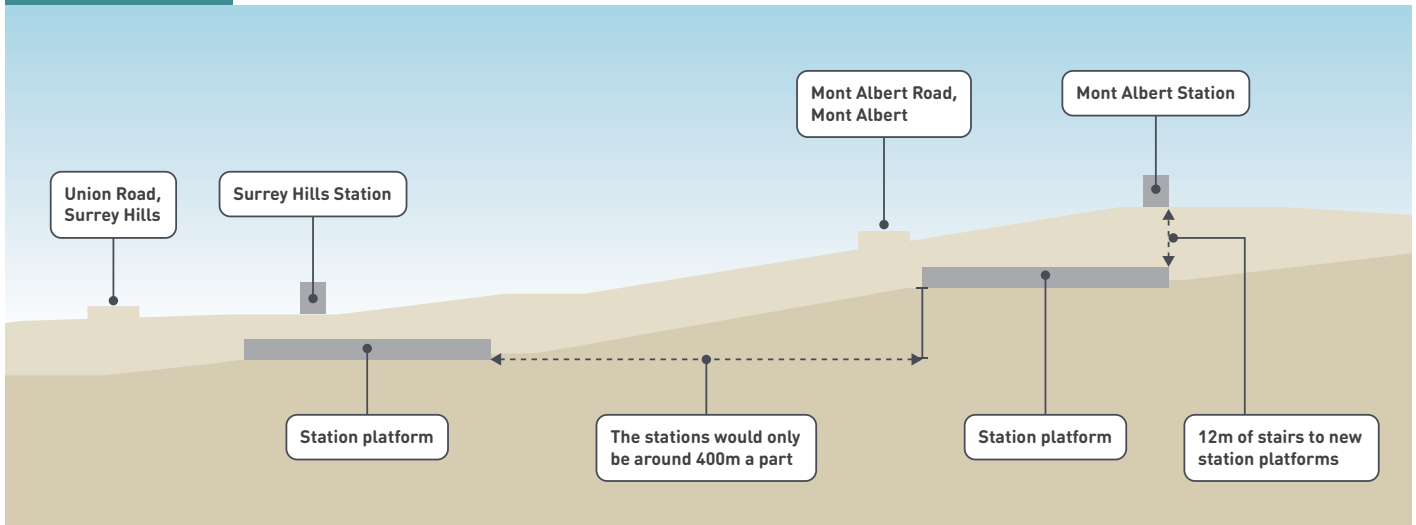 Mont Albert Road,
Mont Albert
Mont Albert Station
Union Road,
Surrey Hills
Surrey Hills Station
Station platform
The stations would only
be around 400m a part
Station platform
12m of stairs to new
station platforms